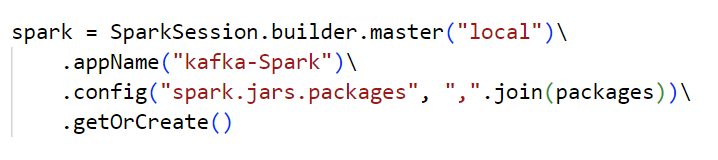 spark = SparkSession.builder.master("local")\
    .appName("kafka-Spark")\
    .config("spark.jars.packages", ",".join(packages))\
    .getOrCreate()